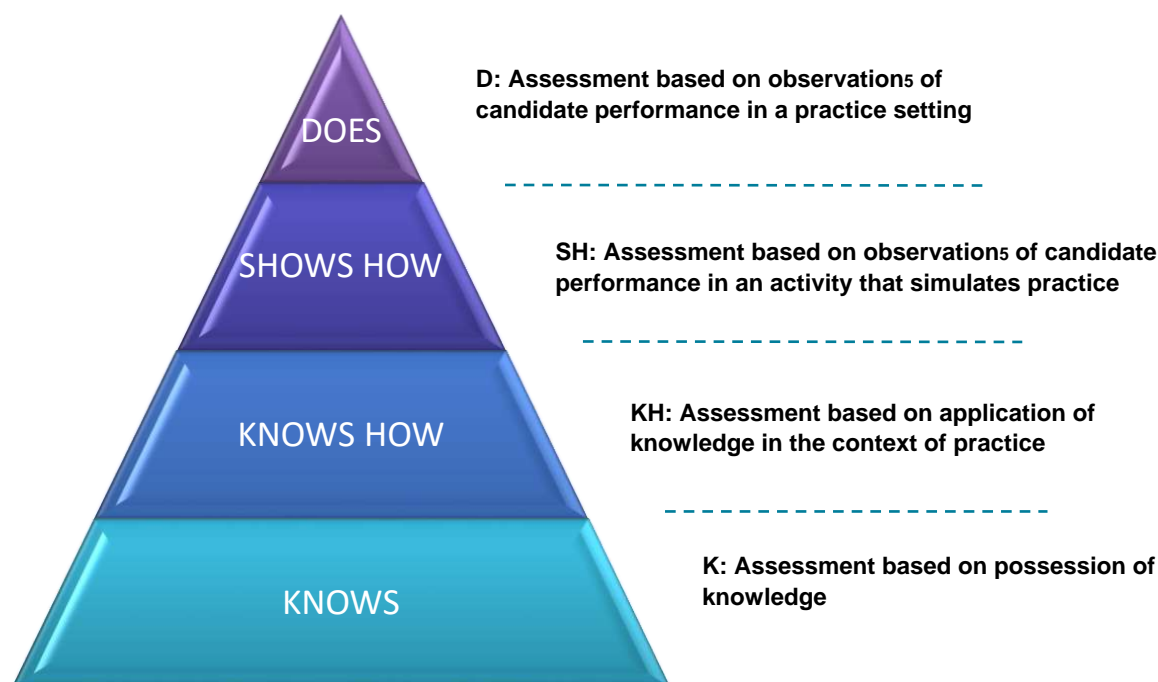 D: Assessment based on observation5 of
candidate performance in a practice setting
DOES
SH: Assessment based on observation5 of candidate
performance in an activity that simulates practice
SHOWS HOW
KH: Assessment based on application of
knowledge in the context of practice
KNOWS HOW
K: Assessment based on possession of
knowledge
KNOWS